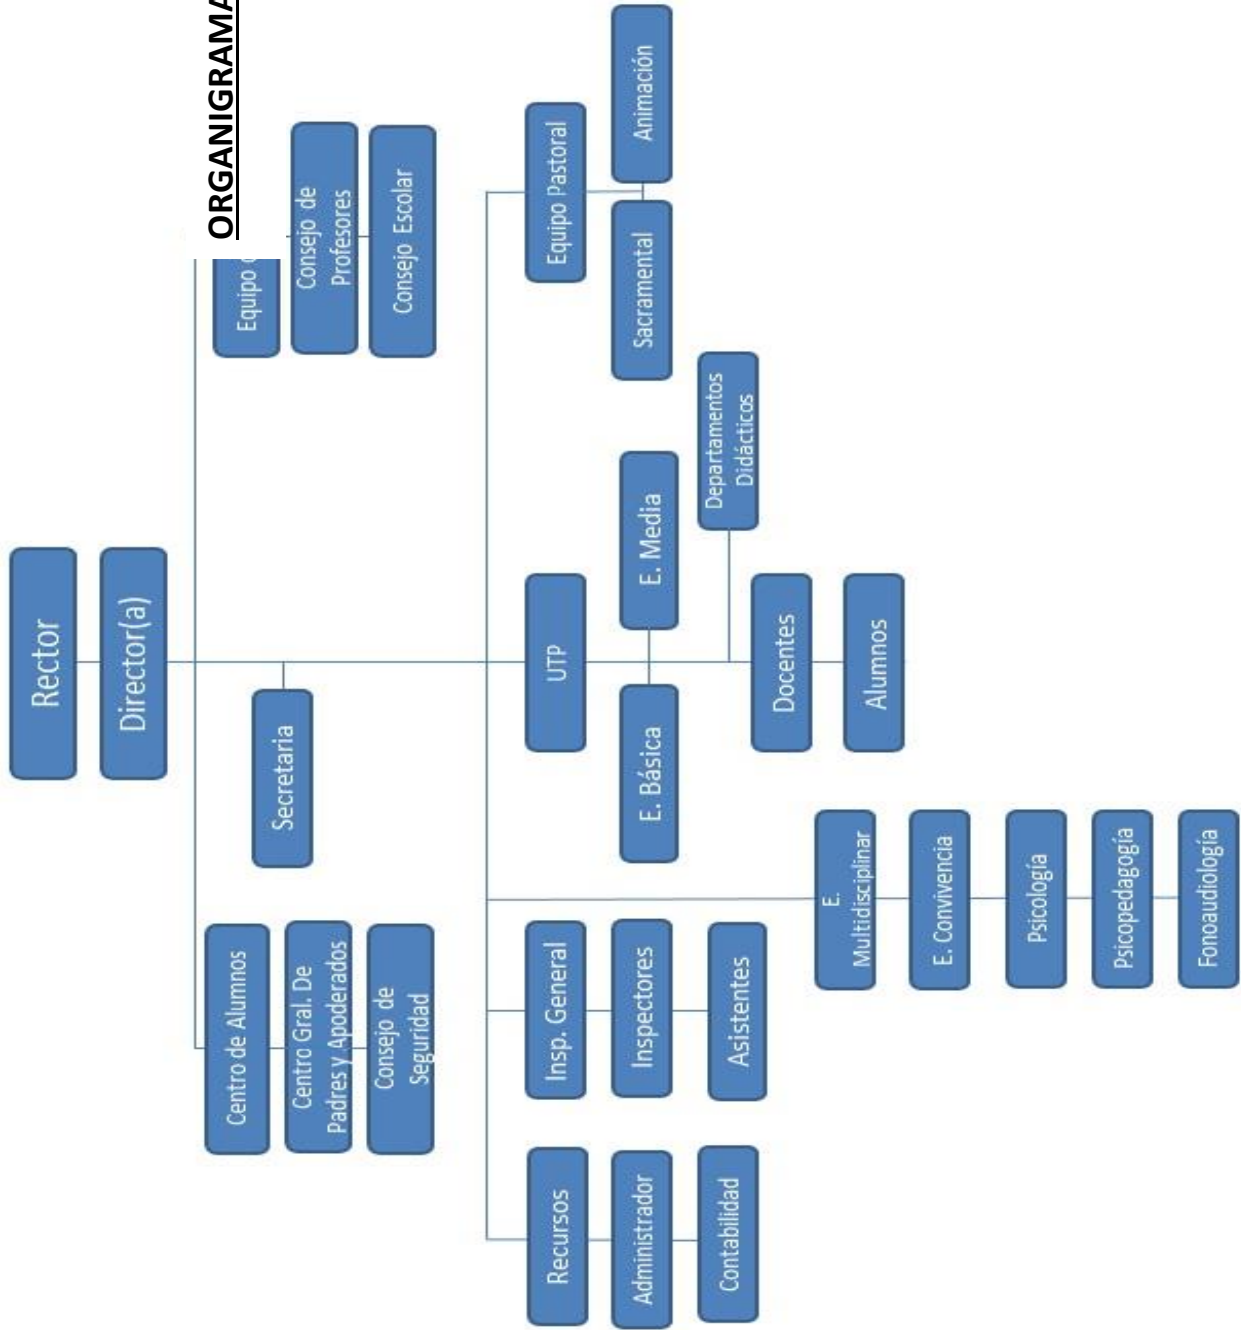 ORGANIGRAMA
Rector
Director(a)
Secretaria
Centro de Alumnos
Centro Gral. De
Padres y Apoderados
Consejo de
Seguridad
Equipo
Consejo de
Profesores
Consejo Escolar
Recursos
Administrador
Contabilidad
Insp. General
Inspectores
Asistentes
E.
Multidisciplinar
E. Convivencia
Psicología
Psicopedagogía
Fonoaudiología
UTP
E. Básica
E. Media
Departamentos
Didácticos
Docentes
Alumnos
Equipo Pastoral
Sacramental
Animación